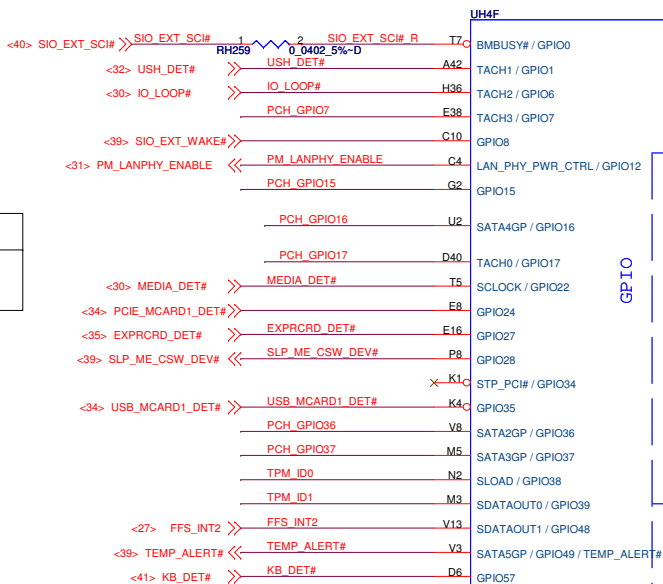 UH4F
<40> SIO_EXT_SCI# SIO_EXT_SCI# 1 2 SIO_EXT_SCI#_R T7 BMBUSY# / GPIO0
RH259 0_0402_5%~D
<32> USH_DET# USH_DET# A42 TACH1 / GPIO1
<30> IO_LOOP# IO_LOOP# H36 TACH2 / GPIO6
PCH_GPIO7 E38 TACH3 / GPIO7
<39> SIO_EXT_WAKE# C10 GPIO8
<31> PM_LANPHY_ENABLE PM_LANPHY_ENABLE C4 LAN_PHY_PWR_CTRL / GPIO12
PCH_GPIO15 G2 GPIO15
PCH_GPIO16 U2 SATA4GP / GPIO16
PCH_GPIO17 D40 TACH0 / GPIO17
<30> MEDIA_DET# MEDIA_DET# T5 SCLOCK / GPIO22
GPIO
<34> PCIE_MCARD1_DET# E8 GPIO24
<35> EXPRCRD_DET# EXPRCRD_DET# E16 GPIO27
<39> SLP_ME_CSW_DEV# SLP_ME_CSW_DEV# P8 GPIO28
K1 STP_PCI# / GPIO34
<34> USB_MCARD1_DET# USB_MCARD1_DET# K4 GPIO35
PCH_GPIO36 V8 SATA2GP / GPIO36
PCH_GPIO37 M5 SATA3GP / GPIO37
TPM_ID0 N2 SLOAD / GPIO38
TPM_ID1 M3 SDATAOUT0 / GPIO39
<27> FFS_INT2 FFS_INT2 V13 SDATAOUT1 / GPIO48
<39> TEMP_ALERT# TEMP_ALERT# V3 SATA5GP / GPIO49 / TEMP_ALERT#
<41> KB_DET# KB_DET# D6 GPIO57